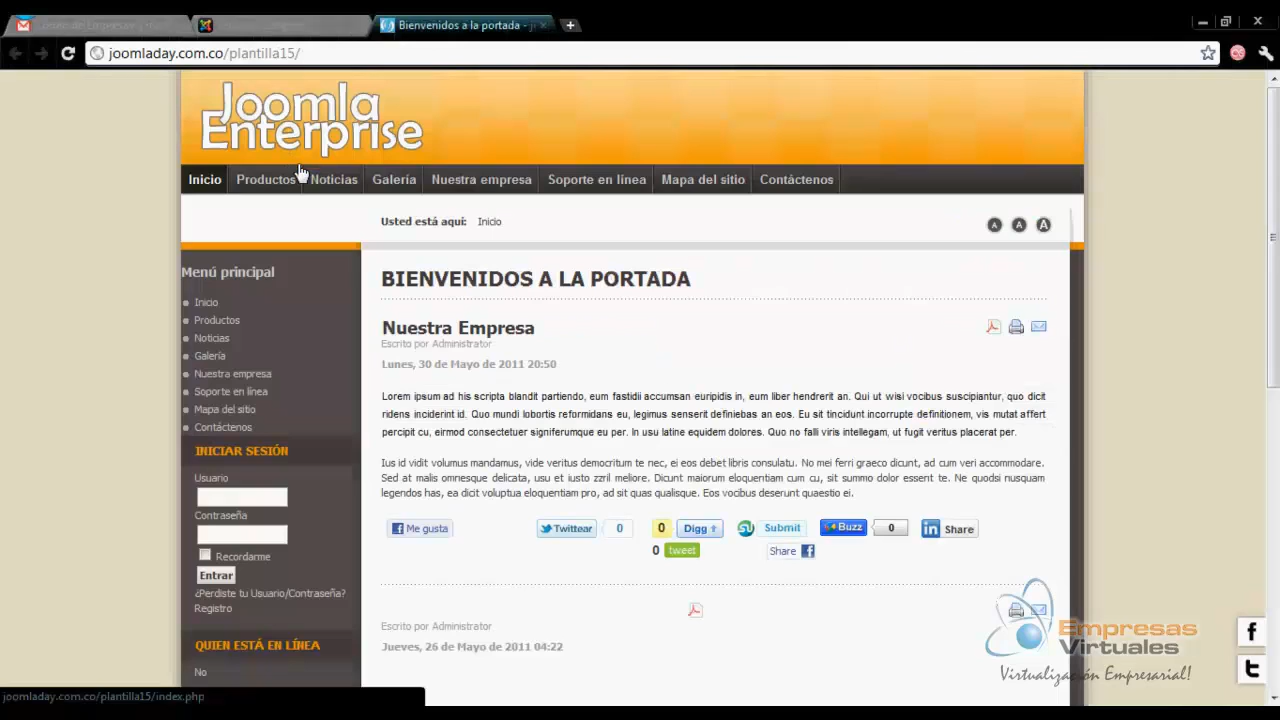 Bienvenidos a la portada -
joomladay.com.co/plantilla15/
Joomla
Enterprise
Inicio Productos Noticias Galería Nuestra empresa Soporte en línea Mapa del sitio Contáctenos
Usted está aquí: Inicio
A A A
Menú principal
Inicio
Productos
Noticias
Galería
Nuestra empresa
Soporte en línea
Mapa del sitio
Contáctenos
INICIAR SESIÓN
Usuario
Contraseña
Recordarme
Entrar
¿Perdiste tu Usuario/Contraseña?
Registro
QUIEN ESTÁ EN LÍNEA
No
BIENVENIDOS A LA PORTADA
Nuestra Empresa
Escrito por Administrator
Lunes, 30 de Mayo de 2011 20:50
Lorem ipsum ad his scripta blandit partiendo, eum fastidii accumsan euripidis in, eum liber hendrerit an. Qui ut wisi vocibus suscipiantur, quo dicit
ridens inciderint id. Quo mundi lobortis reformidans eu, legimus senserit definiebas an eos. Eu sit tincidunt incorrupte definitionem, vis mutat affert
percipit cu, eirmod consectetuer signiferumque eu per. In usu latine equidem dolores. Quo no falli viris intellegam, ut fugit veritus placerat per.
Ius id vidit volumus mandamus, vide veritus democritum te nec, ei eos debet libris consulatu. No mei ferri graeco dicunt, ad cum veri accommodare.
Sed at malis omnesque delicata, usu et iusto zzril meliore. Dicunt maiorum eloquentiam cum cu, sit summo dolor essent te. Ne quodsi nusquam
legendos has, ea dicit voluptua eloquentiam pro, ad sit quas qualisque. Eos vocibus deserunt quaestio ei.
Me gusta Twittear 0 0 Digg Submit Buzz 0 Share
0 tweet Share
Escrito por Administrator
Jueves, 26 de Mayo de 2011 04:22
Empresas
Virtuales
Virtualización Empresarial!
joomladay.com.co/plantilla15/index.php